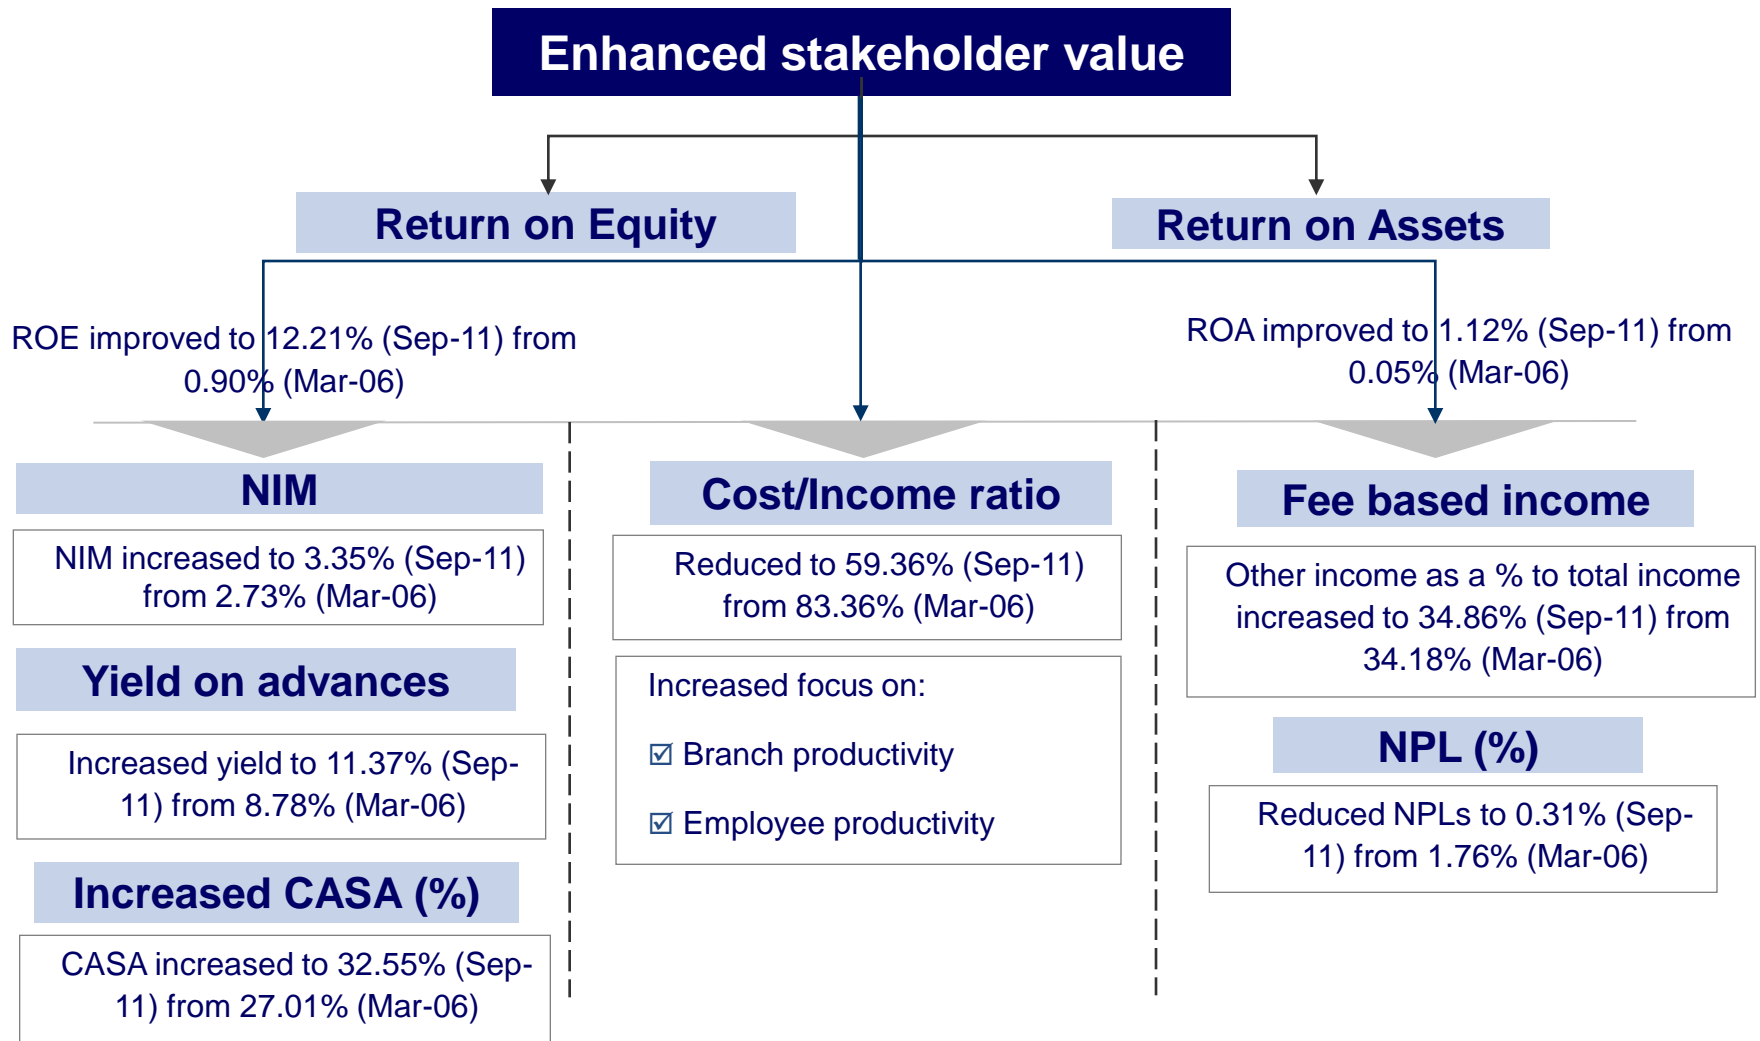 Enhanced stakeholder value
Return on Equity
Return on Assets
ROE improved to 12.21% (Sep-11) from
0.90% (Mar-06)
ROA improved to 1.12% (Sep-11) from
0.05% (Mar-06)
NIM
NIM increased to 3.35% (Sep-11)
from 2.73% (Mar-06)
Yield on advances
Increased yield to 11.37% (Sep-
11) from 8.78% (Mar-06)
Increased CASA (%)
CASA increased to 32.55% (Sep-
11) from 27.01% (Mar-06)
Cost/Income ratio
Reduced to 59.36% (Sep-11)
from 83.36% (Mar-06)
Increased focus on:
☑ Branch productivity
☑ Employee productivity
Fee based income
Other income as a % to total income
increased to 34.86% (Sep-11) from
34.18% (Mar-06)
NPL (%)
Reduced NPLs to 0.31% (Sep-
11) from 1.76% (Mar-06)